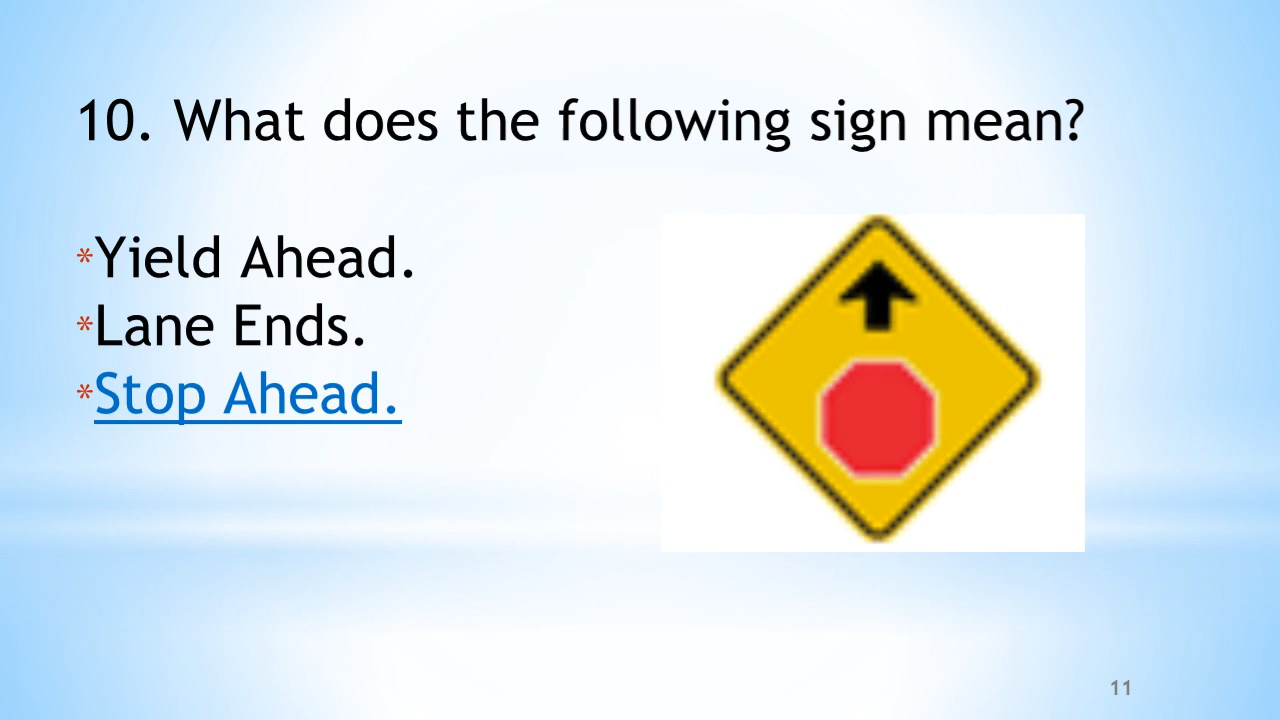 10. What does the following sign mean?
*Yield Ahead.
*Lane Ends.
*Stop Ahead.
11